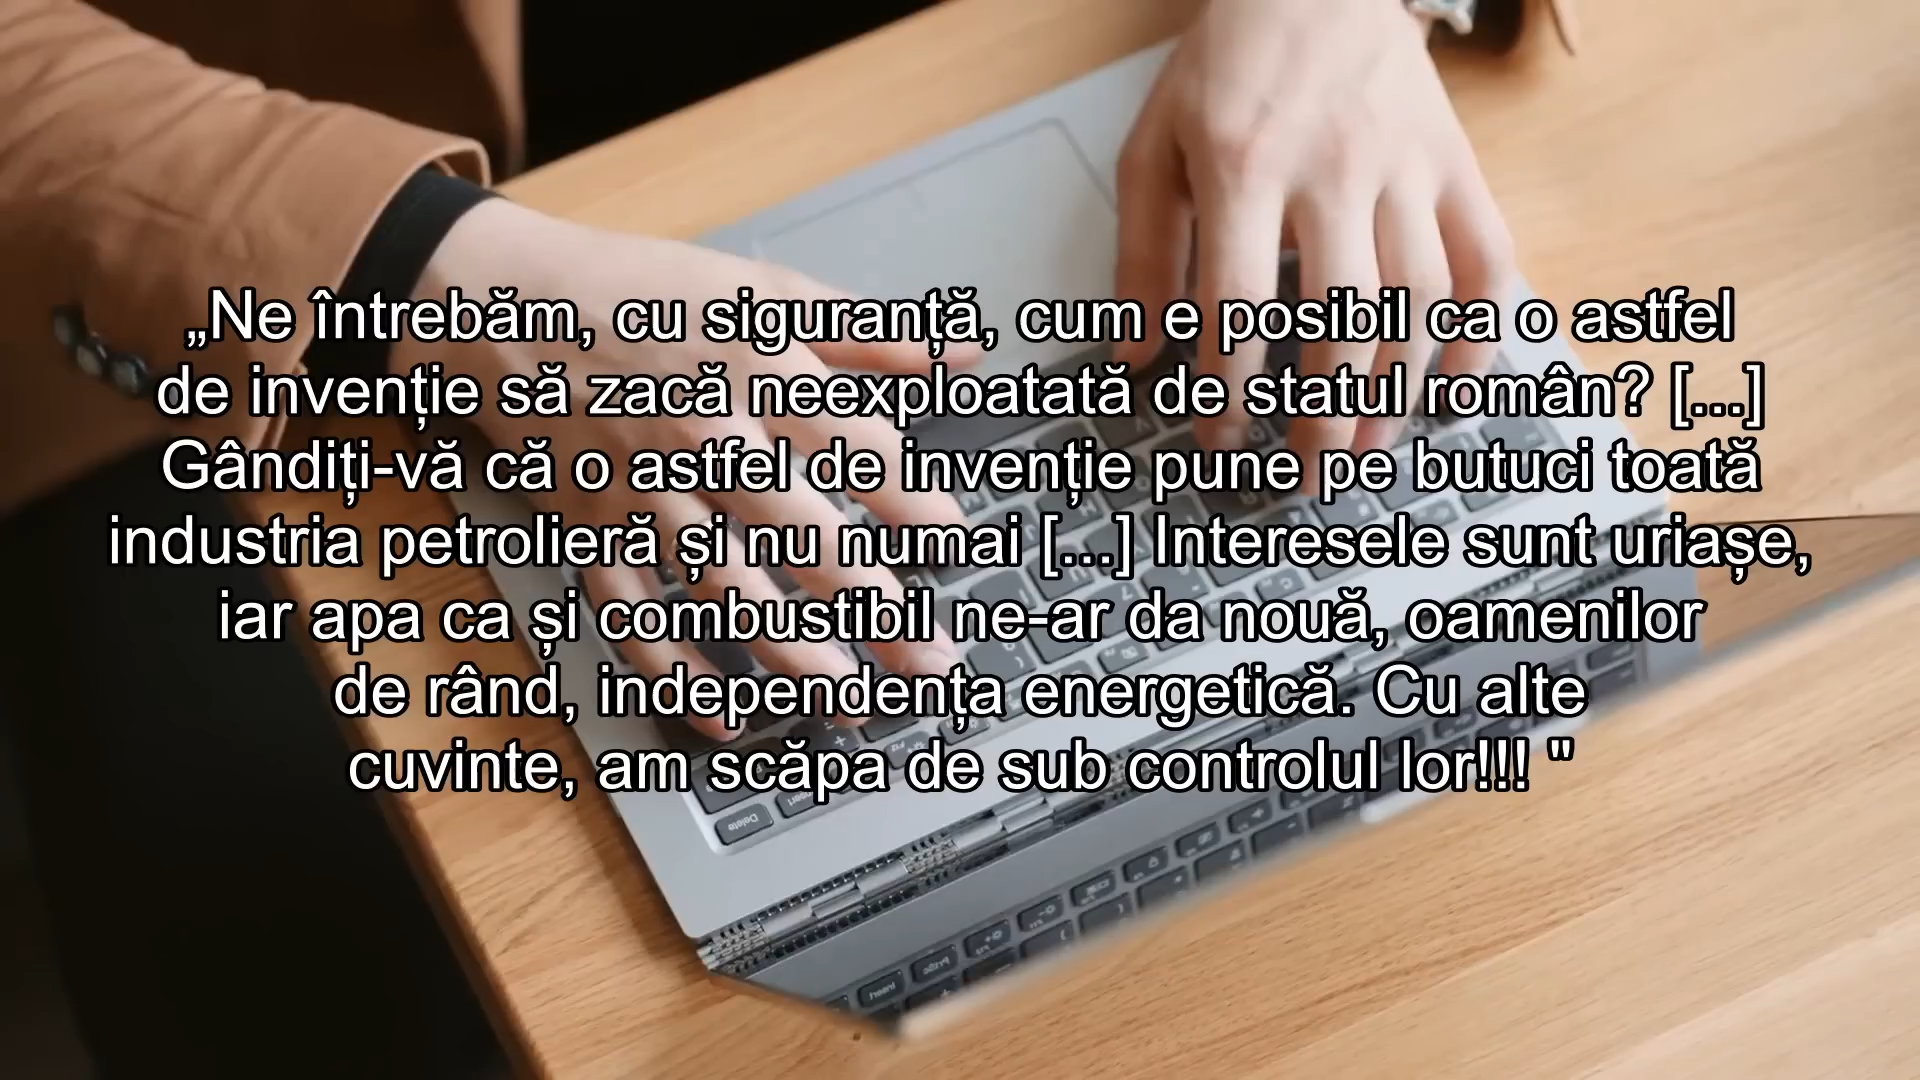 „Ne întrebăm, cu siguranță, cum e posibil ca o astfel
de invenție să zacă neexploatată de statul român? [...]
Gândiți-vă că o astfel de invenție pune pe butuci toată
industria petrolieră și nu numai [...] Interesele sunt uriașe,
iar apa ca și combustibil ne-ar da nouă, oamenilor
de rând, independența energetică. Cu alte
cuvinte, am scăpa de sub controlul lor!!! "
Delete
Insert
PrtSc